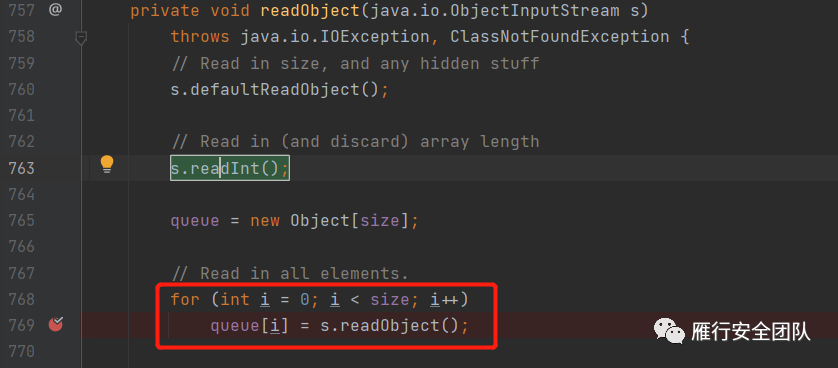 757 @ private void readObject(java.io.ObjectInputStream s)
758 throws java.io.IOException, ClassNotFoundException {
759 // Read in size, and any hidden stuff
760 s.defaultReadObject();
761
762 // Read in (and discard) array length
763 s.readInt();
764
765 queue = new Object[size];
766
767 // Read in all elements.
768 for (int i = 0; i < size; i++)
769 queue[i] = s.readObject();
雁行安全团队
770